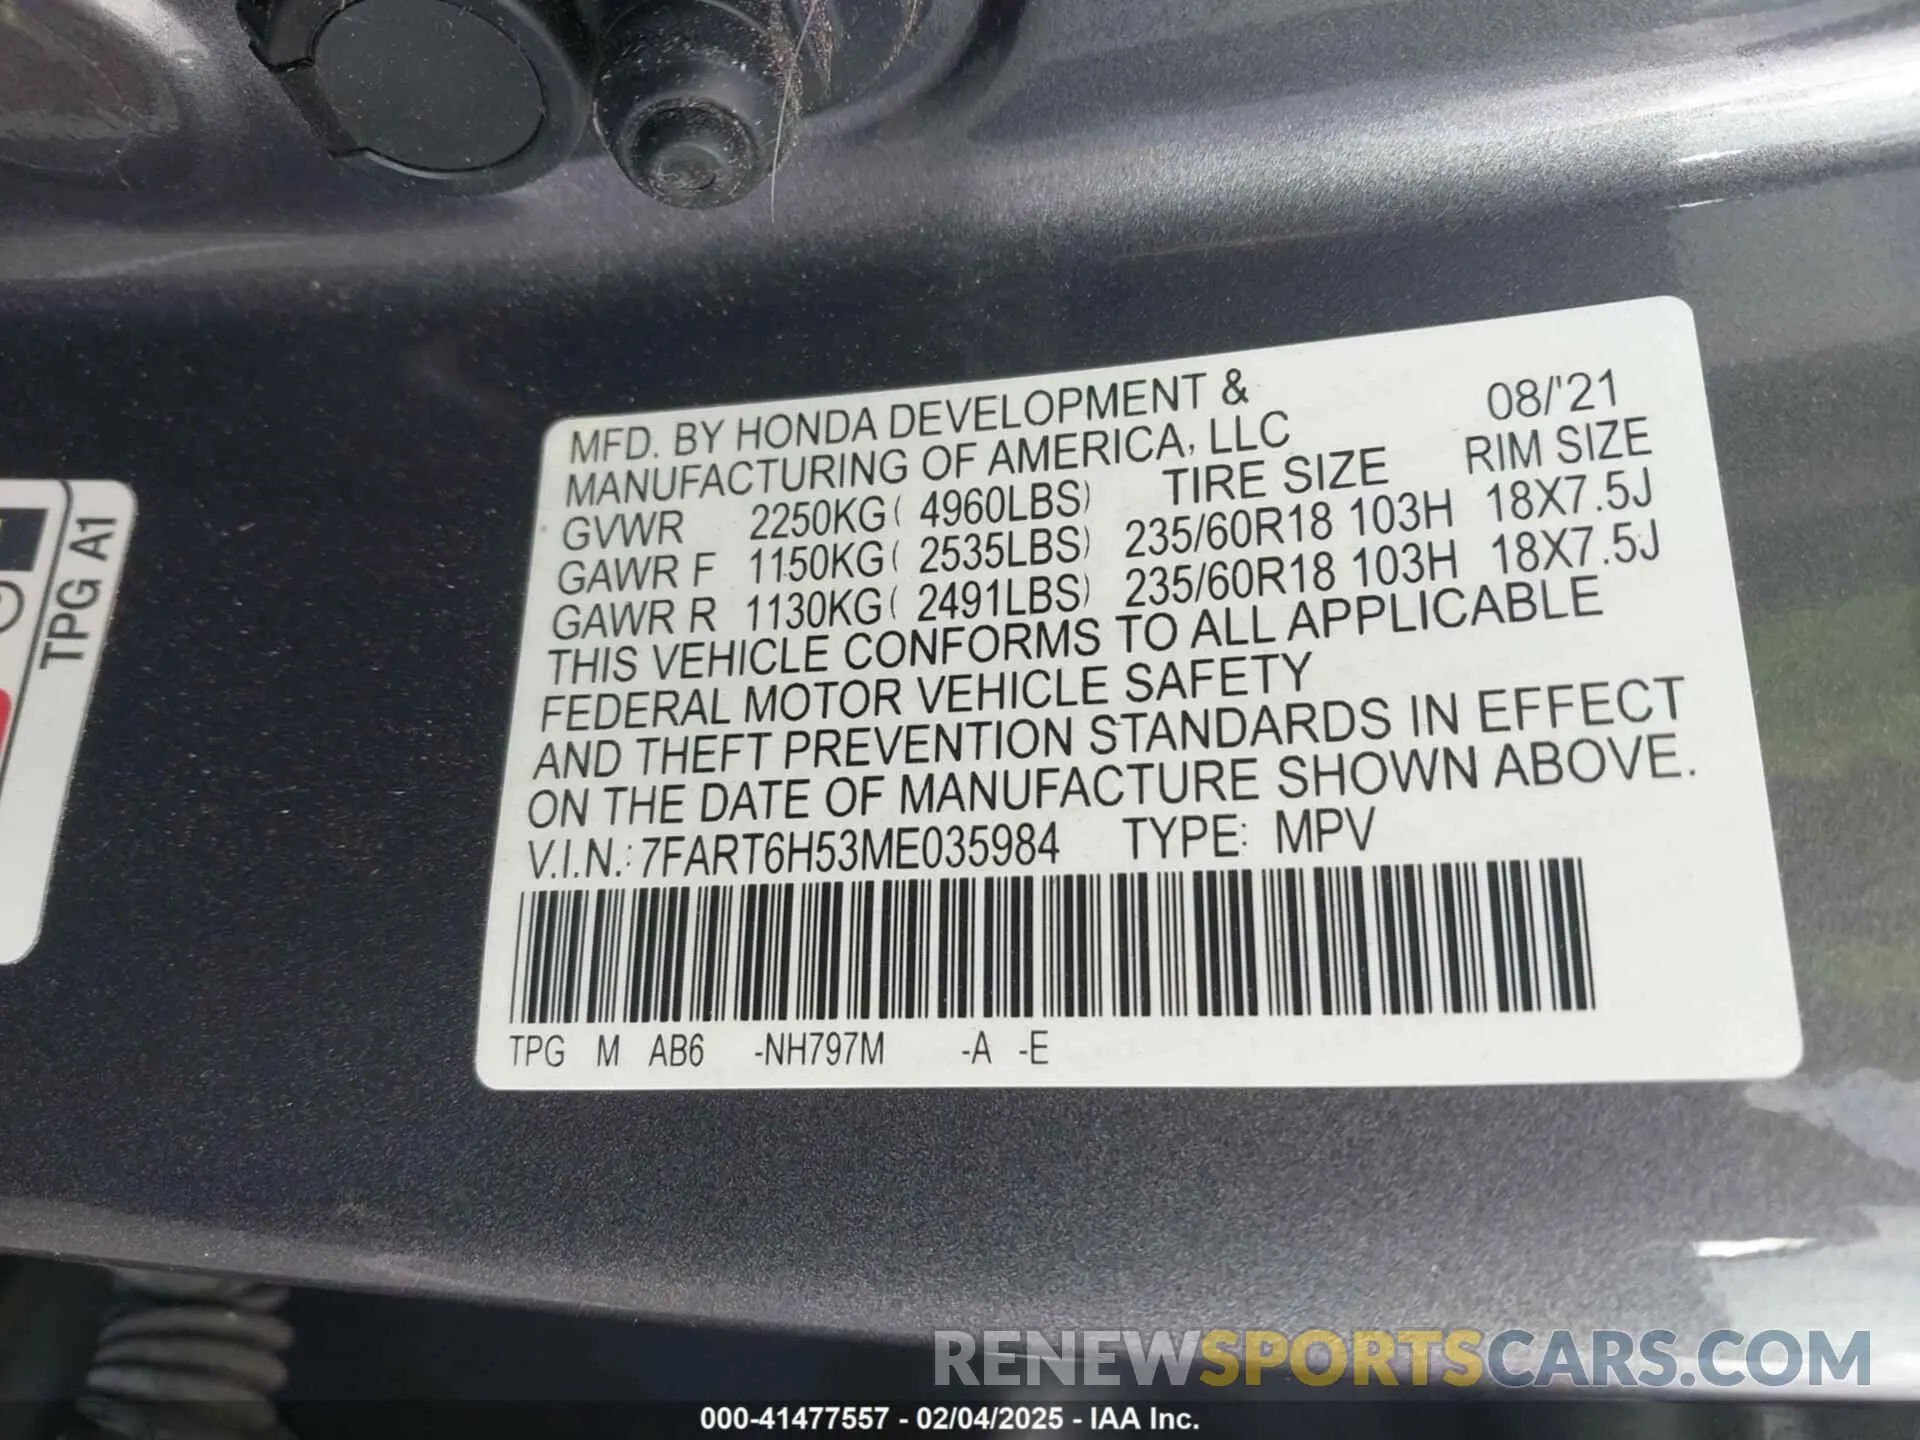 MFD. BY HONDA DEVELOPMENT & 08/'21
MANUFACTURING OF AMERICA, LLC
TIRE SIZE RIM SIZE
GVWR 2250KG( 4960LBS)
GAWR F 1150KG( 2535LBS) 235/60R18 103H 18X7.5J
GAWR R 1130KG( 2491LBS) 235/60R18 103H 18X7.5J
THIS VEHICLE CONFORMS TO ALL APPLICABLE
FEDERAL MOTOR VEHICLE SAFETY
AND THEFT PREVENTION STANDARDS IN EFFECT
ON THE DATE OF MANUFACTURE SHOWN ABOVE.
V.I.N.: 7FART6H53ME035984 TYPE: MPV
TPG M AB6 -NH797M -A -E
TPG A1
RENEWSPORTSCARS.COM
000-41477557 - 02/04/2025 - IAA Inc.